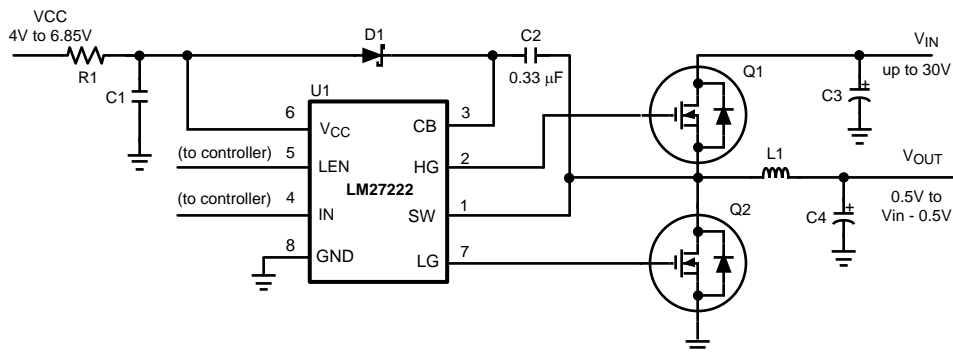 VCC
4V to 6.85V
R1
C1
D1
C2
0.33 μF
U1
6
VCC
CB
3
(to controller)
5
LEN
HG
2
LM27222
(to controller)
4
IN
SW
1
8
GND
LG
7
Q1
VIN
up to 30V
C3
+
L1
VOUT
0.5V to
Vin - 0.5V
C4
+
Q2